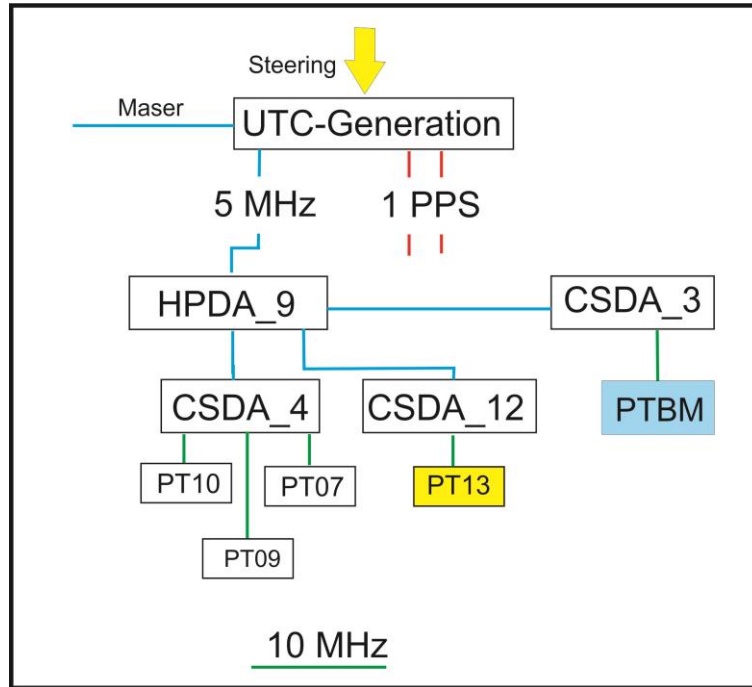 Steering
Maser
UTC-Generation
5 MHz
1 PPS
HPDA_9
CSDA_3
CSDA_4
CSDA_12
PTBM
PT10
PT07
PT13
PT09
10 MHz